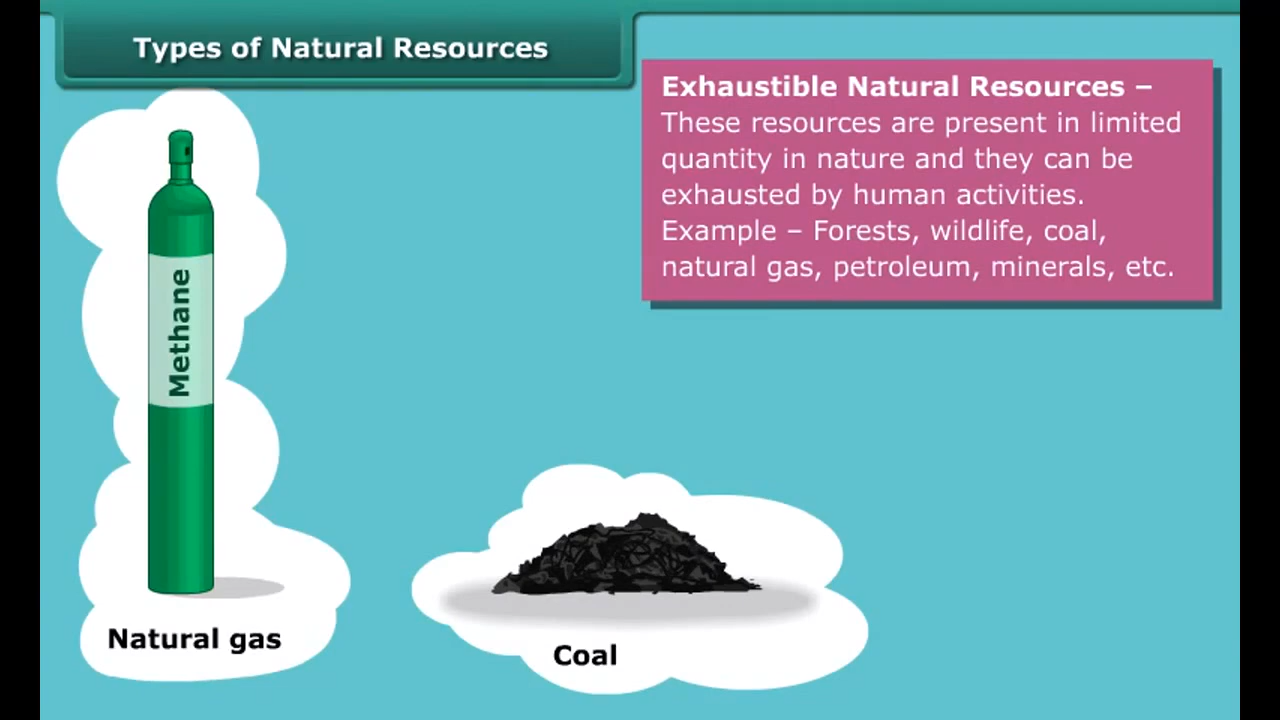 Types of Natural Resources
Exhaustible Natural Resources –
These resources are present in limited
quantity in nature and they can be
exhausted by human activities.
Example – Forests, wildlife, coal,
natural gas, petroleum, minerals, etc.
Methane
Natural gas
Coal